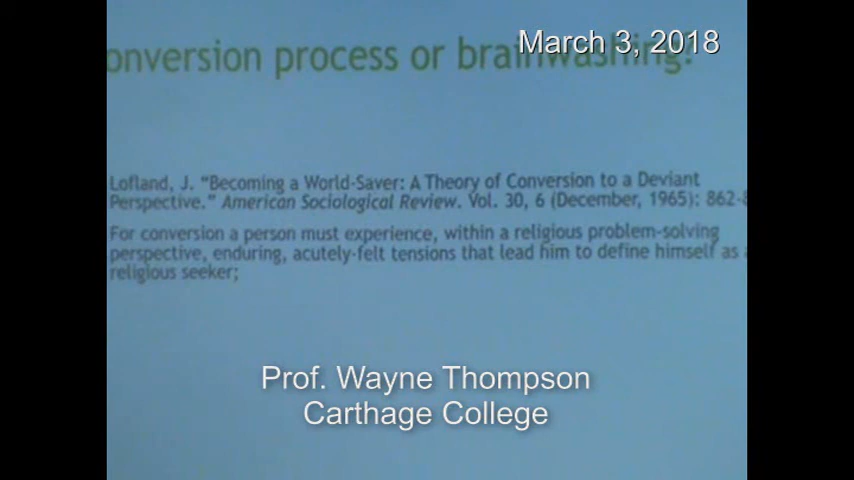 March 3, 2018
onversion process or brainwashing?
Lofland, J. "Becoming a World-Saver: A Theory of Conversion to a Deviant
Perspective." American Sociological Review. Vol. 30, 6 (December, 1965): 862-
For conversion a person must experience, within a religious problem-solving
perspective, enduring, acutely-felt tensions that lead him to define himself as
religious seeker;
Prof. Wayne Thompson
Carthage College